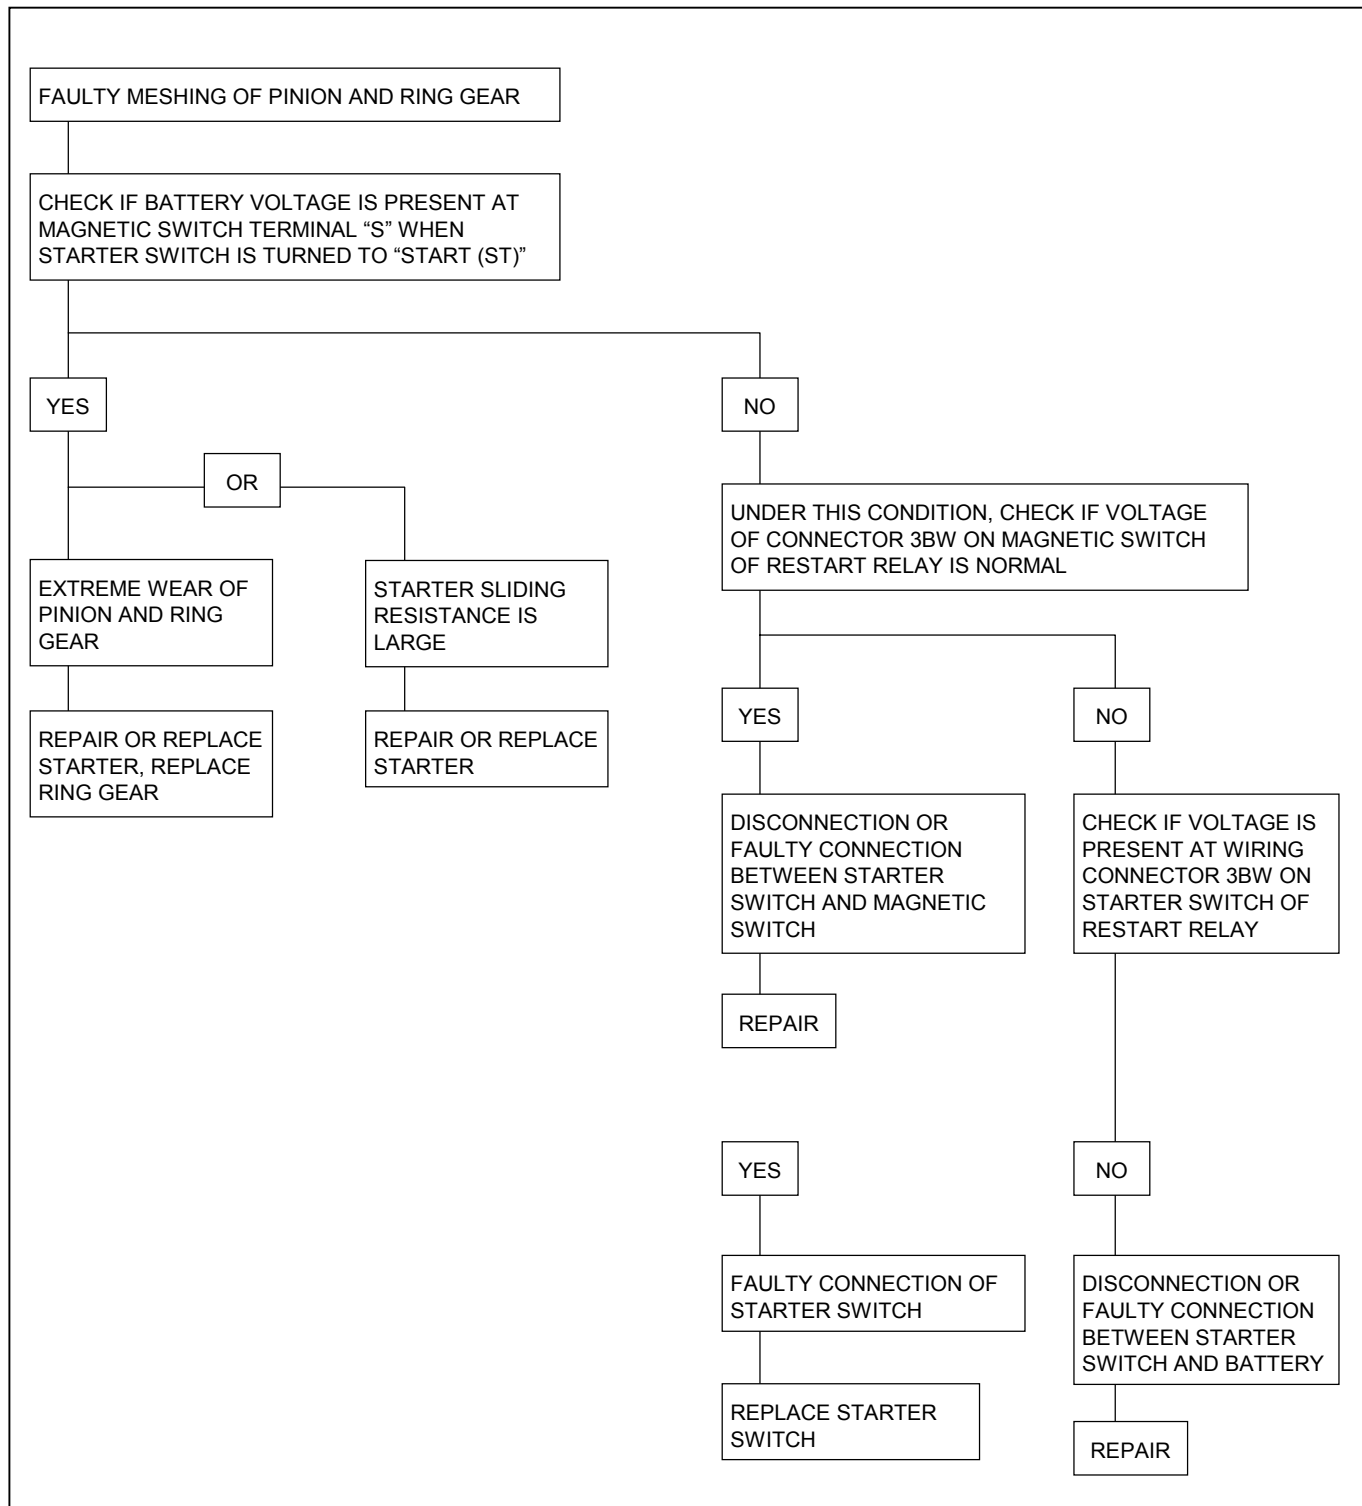 FAULTY MESHING OF PINION AND RING GEAR
CHECK IF BATTERY VOLTAGE IS PRESENT AT
MAGNETIC SWITCH TERMINAL “S” WHEN
STARTER SWITCH IS TURNED TO “START (ST)”
YES
NO
OR
UNDER THIS CONDITION, CHECK IF VOLTAGE
OF CONNECTOR 3BW ON MAGNETIC SWITCH
OF RESTART RELAY IS NORMAL
EXTREME WEAR OF
PINION AND RING
GEAR
STARTER SLIDING
RESISTANCE IS
LARGE
REPAIR OR REPLACE
STARTER, REPLACE
RING GEAR
REPAIR OR REPLACE
STARTER
YES
NO
DISCONNECTION OR
FAULTY CONNECTION
BETWEEN STARTER
SWITCH AND MAGNETIC
SWITCH
CHECK IF VOLTAGE IS
PRESENT AT WIRING
CONNECTOR 3BW ON
STARTER SWITCH OF
RESTART RELAY
REPAIR
YES
NO
FAULTY CONNECTION OF
STARTER SWITCH
DISCONNECTION OR
FAULTY CONNECTION
BETWEEN STARTER
SWITCH AND BATTERY
REPLACE STARTER
SWITCH
REPAIR